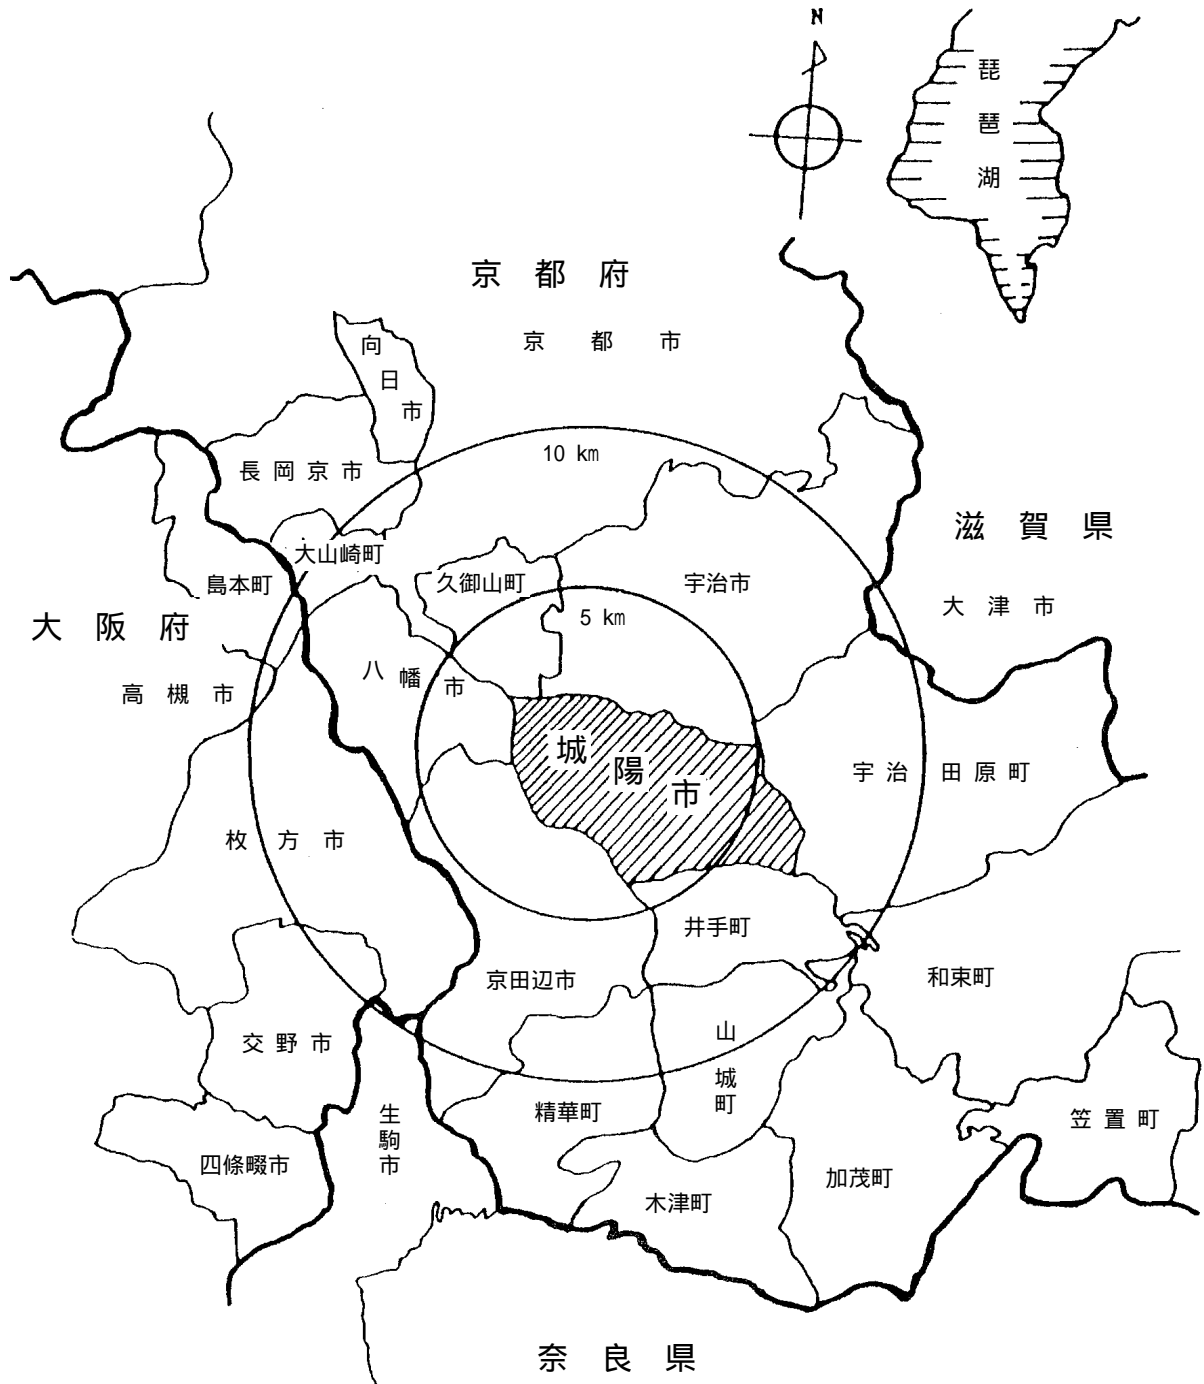 N
琵琶湖
京都府
京都市
向日市
10 km
長岡京市
滋賀県
大山崎町
久御山町
宇治市
島本町
大津市
5 km
大阪府
八幡市
高槻市
城陽市
宇治田原町
枚方市
井手町
京田辺市
和束町
山城町
交野市
精華町
生駒市
笠置町
四條畷市
加茂町
木津町
奈良県